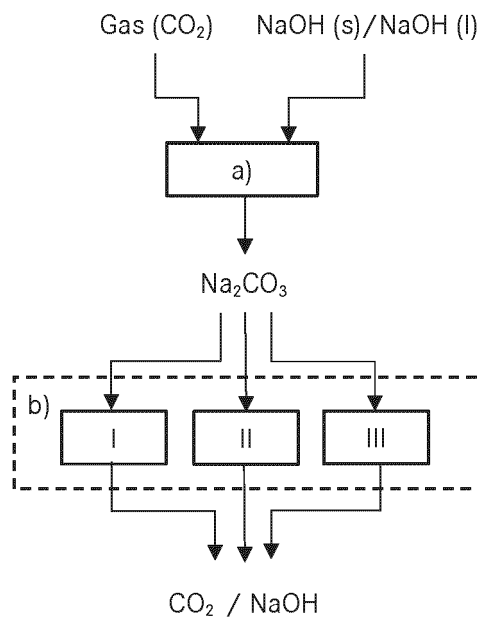 Gas (CO₂) NaOH (s)/NaOH (l)
a)
Na₂CO₃
b)
I II III
CO₂ / NaOH